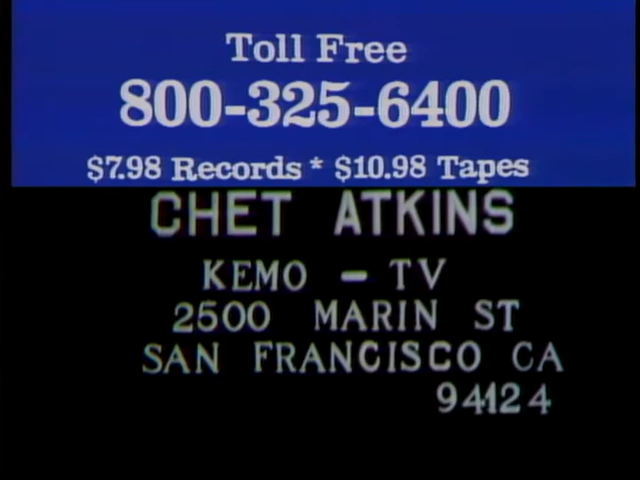 Toll Free
800-325-6400
$7.98 Records * $10.98 Tapes
CHET ATKINS
KEMO - TV
2500 MARIN ST
SAN FRANCISCO CA
94124